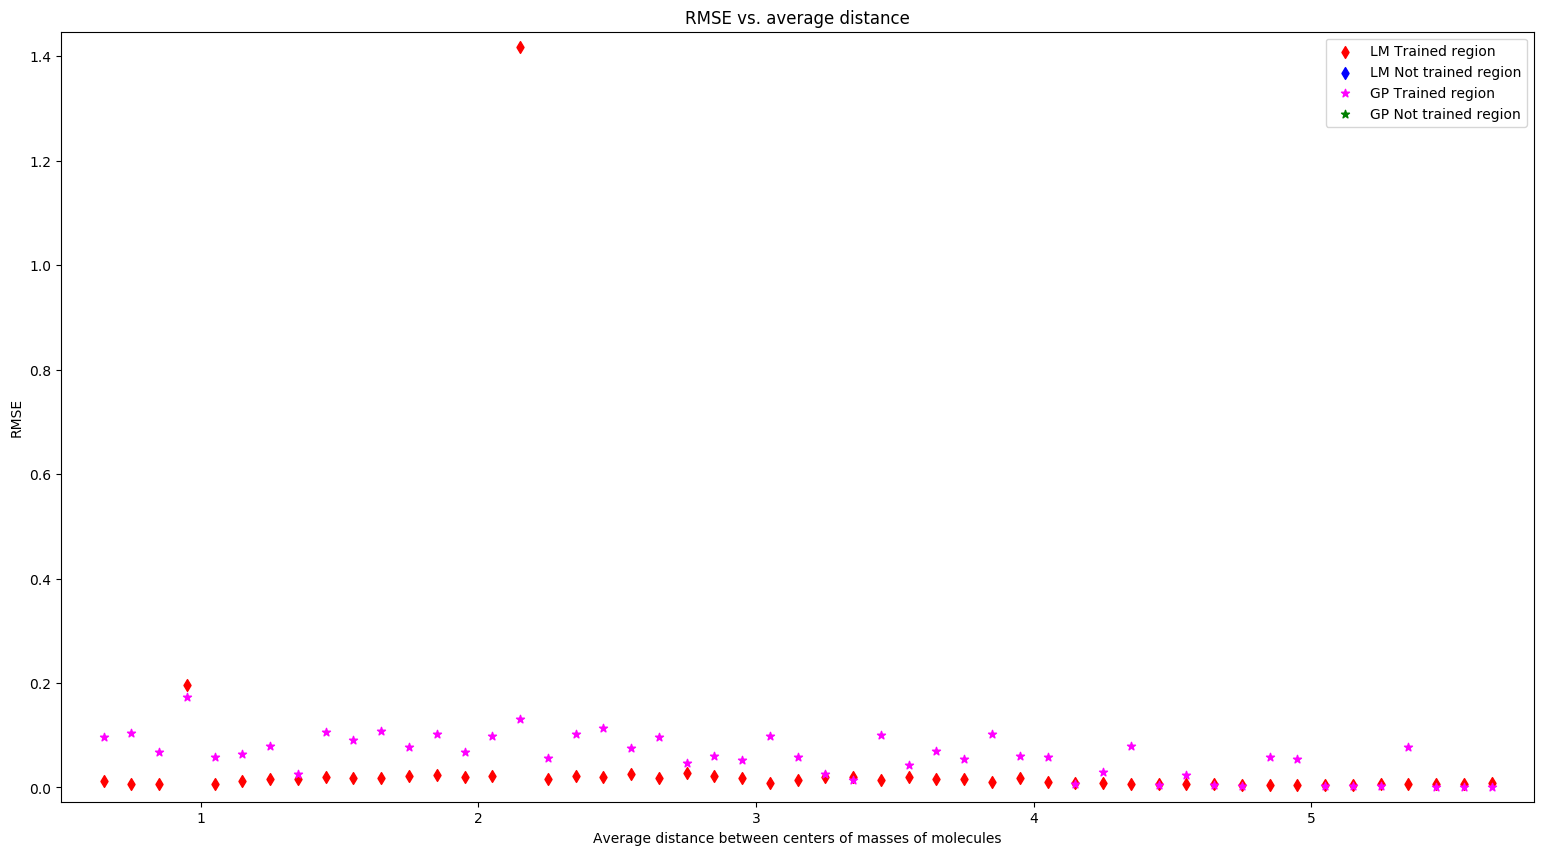 RMSE vs. average distance
LM Trained region
LM Not trained region
GP Trained region
GP Not trained region
RMSE
1.4
1.2
1.0
0.8
0.6
0.4
0.2
0.0
1
2
3
4
5
Average distance between centers of masses of molecules